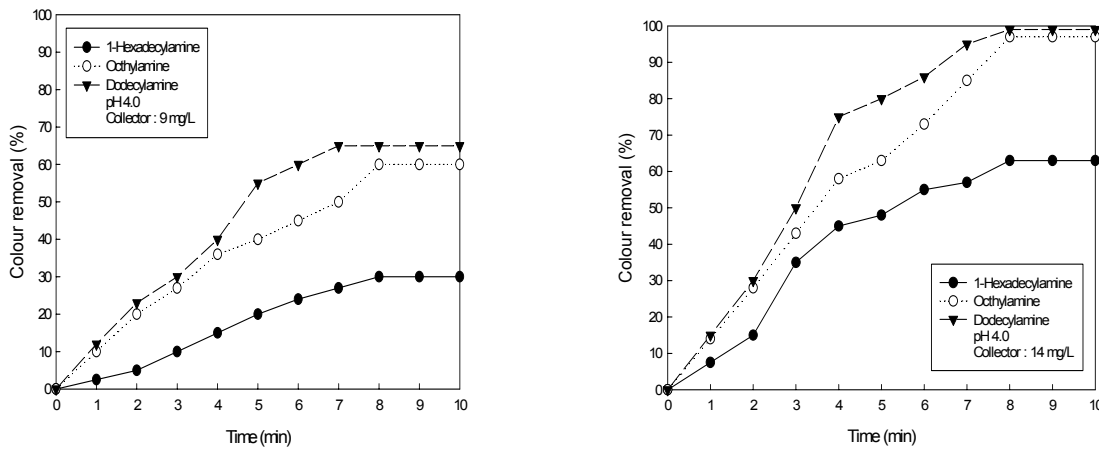 100
90
80
70
60
50
40
30
20
10
0
Colour removal (%)
1-Hexadecylamine
Octhylamine
Dodecylamine
pH 4.0
Collector : 9 mg/L
0 1 2 3 4 5 6 7 8 9 10
Time (min)
100
90
80
70
60
50
40
30
20
10
0
Colour removal (%)
1-Hexadecylamine
Octhylamine
Dodecylamine
pH 4.0
Collector : 14 mg/L
0 1 2 3 4 5 6 7 8 9 10
Time (min)